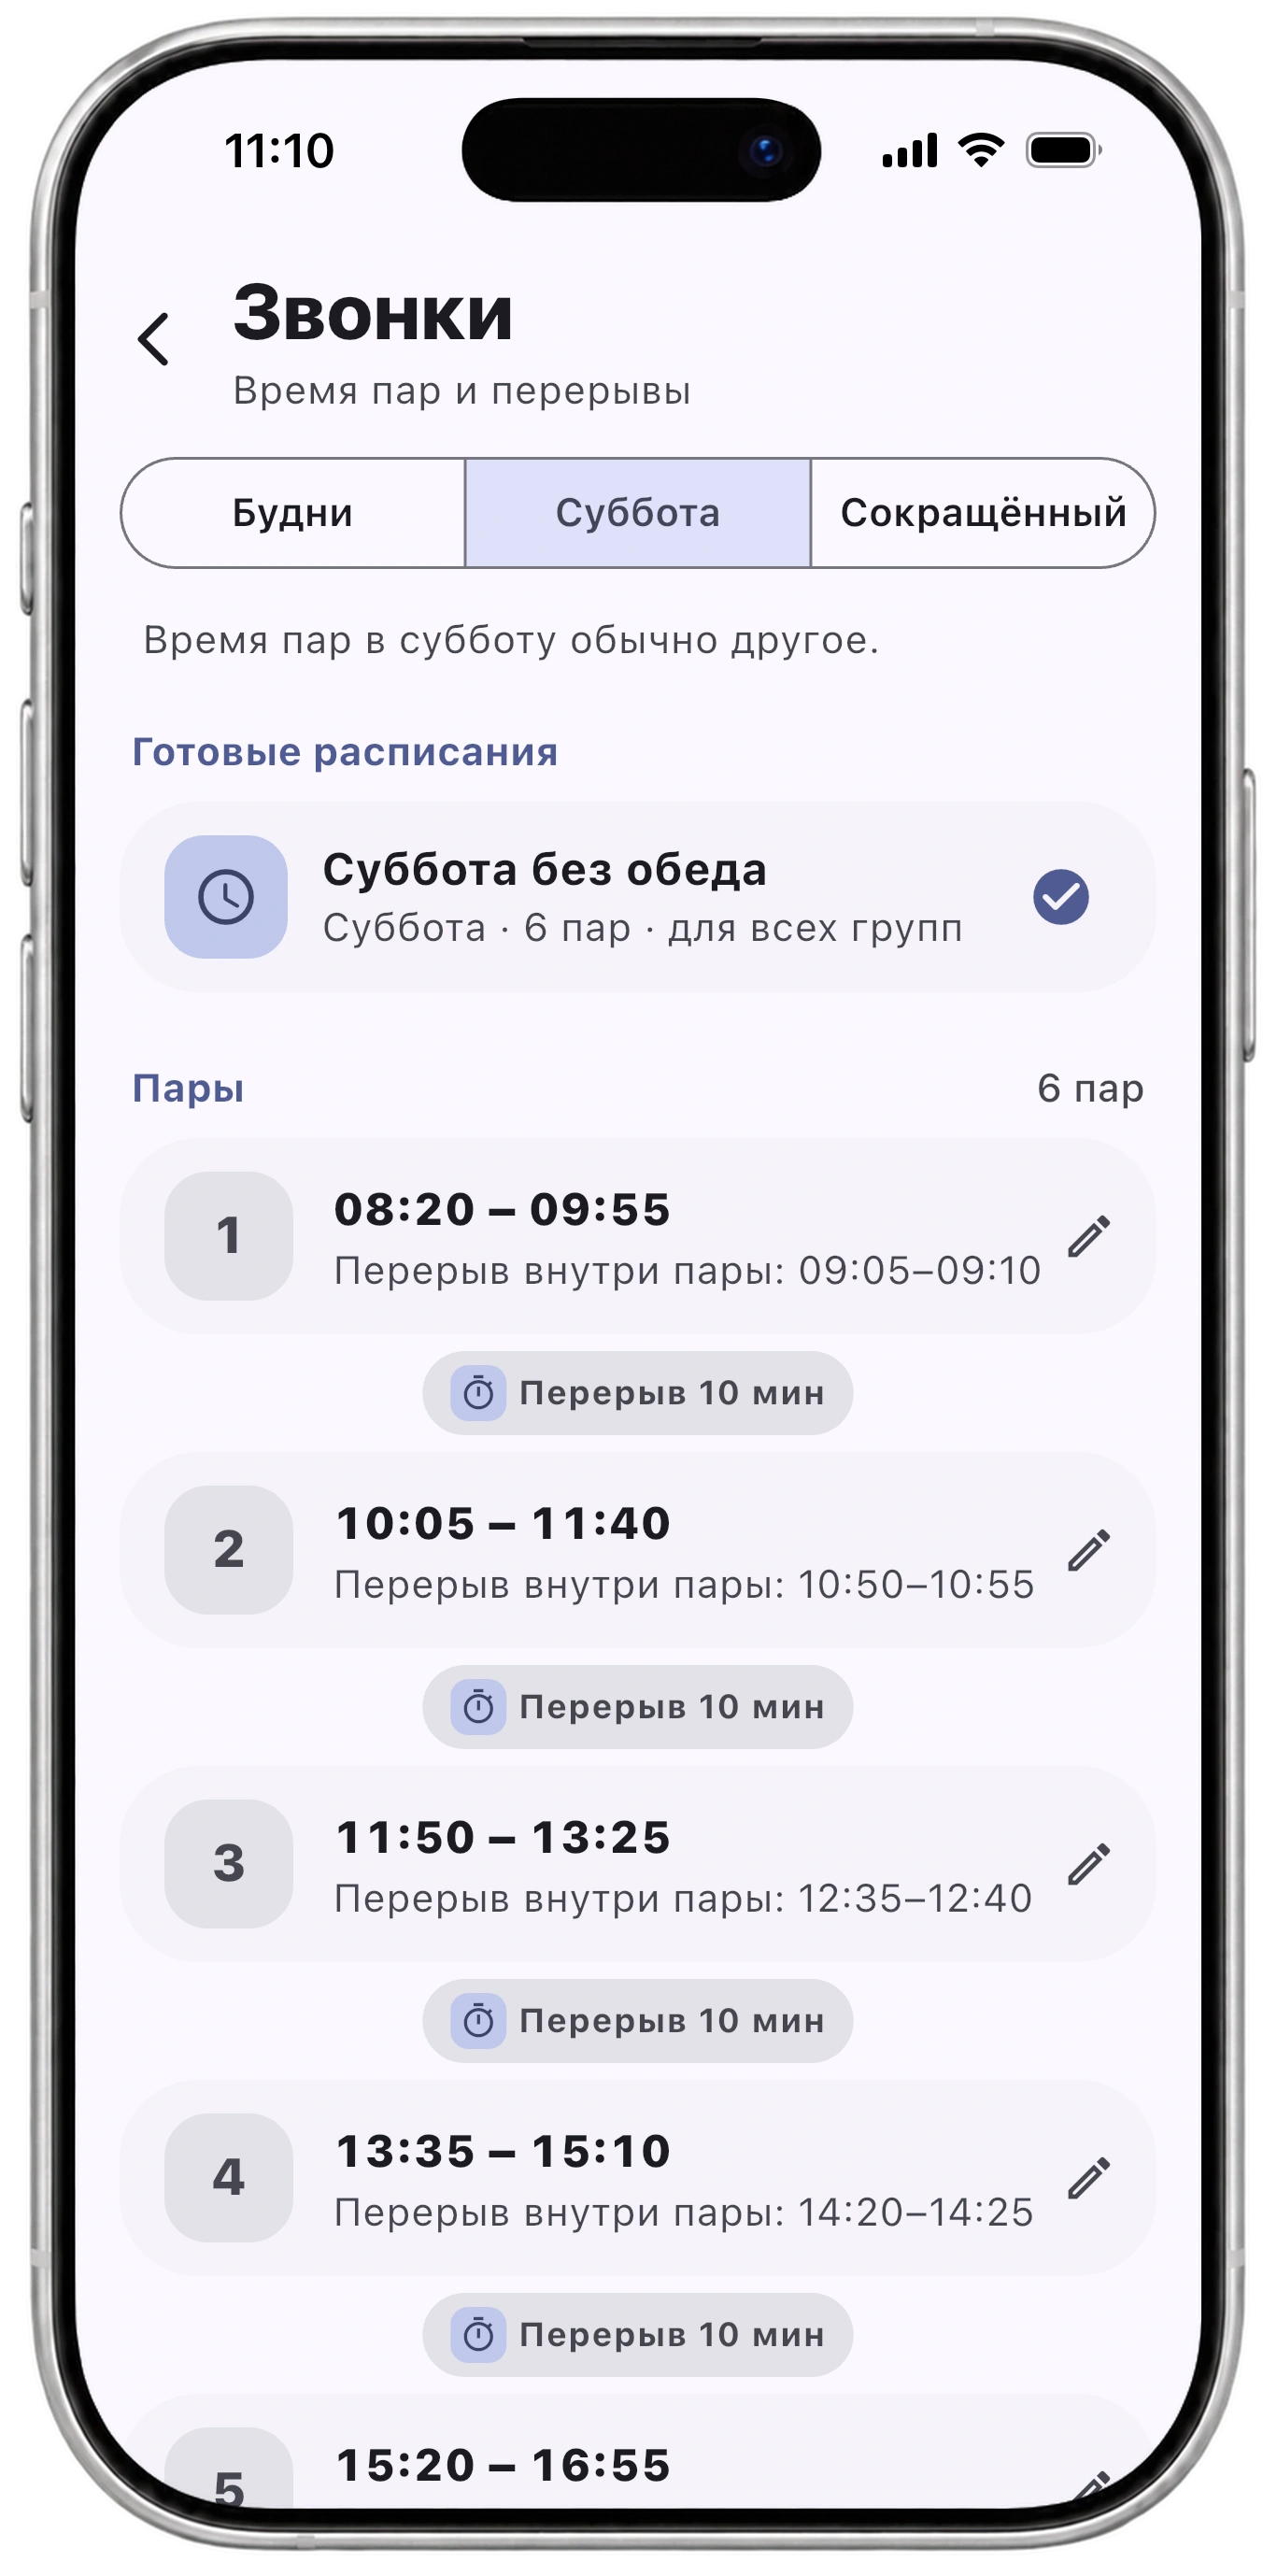 11:10
Звонки
Время пар и перерывы
Будни
Суббота
Сокращённый
Время пар в субботу обычно другое.
Готовые расписания
Суббота без обеда
Суббота · 6 пар · для всех групп
Пары
6 пар
1
08:20 – 09:55
Перерыв внутри пары: 09:05–09:10
Перерыв 10 мин
2
10:05 – 11:40
Перерыв внутри пары: 10:50–10:55
Перерыв 10 мин
3
11:50 – 13:25
Перерыв внутри пары: 12:35–12:40
Перерыв 10 мин
4
13:35 – 15:10
Перерыв внутри пары: 14:20–14:25
Перерыв 10 мин
5
15:20 – 16:55